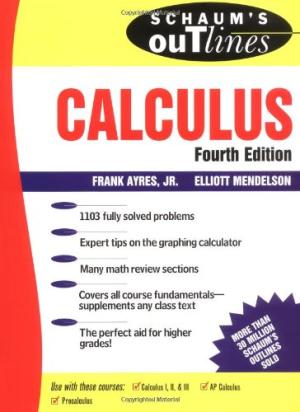 SCHAUM'S
ouTlines
CALCULUS
Fourth Edition
FRANK AYRES, JR. ELLIOTT MENDELSON
1103 fully solved problems
Expert tips on the graphing calculator
Many math review sections
Covers all course fundamentals—
supplements any class text
The perfect aid for higher
grades!
MORE THAN
30 MILLION
SCHAUM'S
OUTLINES
SOLD
Use with these courses: Calculus I, II, & III AP Calculus
Precalculus